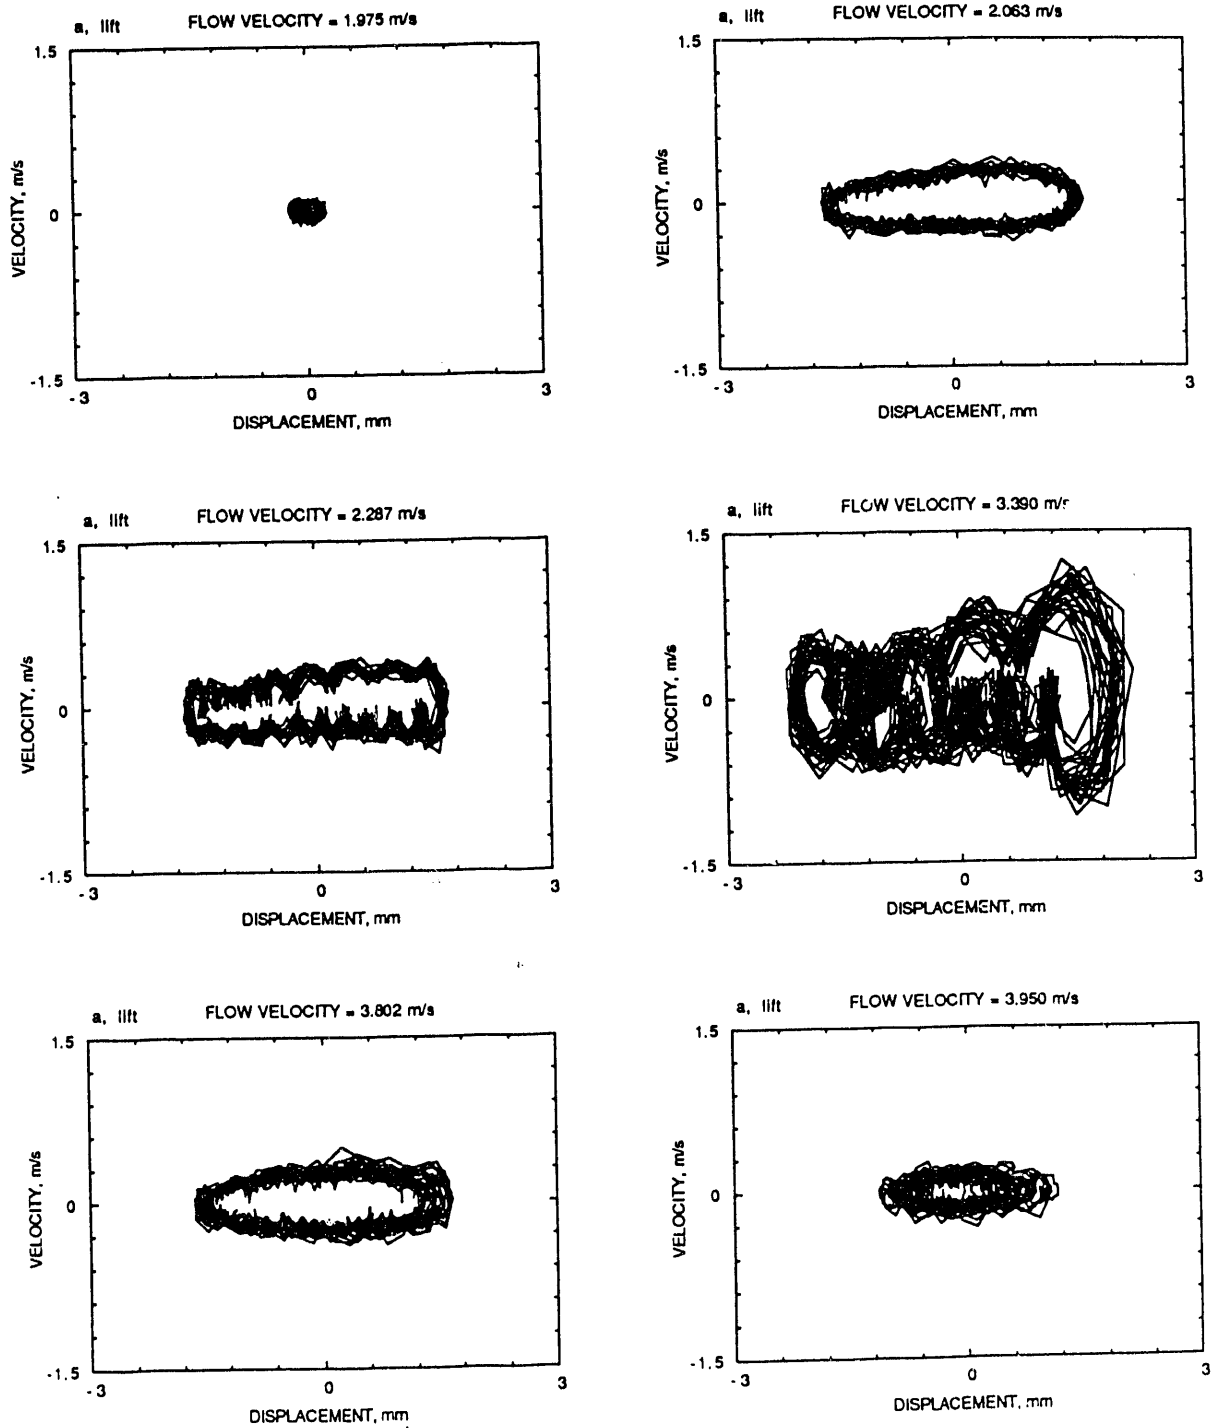 a, lift FLOW VELOCITY = 1.975 m/s
1.5
0
-1.5
VELOCITY, m/s
-3 0 3
DISPLACEMENT, mm
a, lift FLOW VELOCITY = 2.063 m/s
1.5
0
-1.5
VELOCITY, m/s
-3 0 3
DISPLACEMENT, mm
a, lift FLOW VELOCITY = 2.287 m/s
1.5
0
-1.5
VELOCITY, m/s
-3 0 3
DISPLACEMENT, mm
a, lift FLOW VELOCITY = 3.390 m/s
1.5
0
-1.5
VELOCITY, m/s
-3 0 3
DISPLACEMENT, mm
a, lift FLOW VELOCITY = 3.802 m/s
1.5
0
-1.5
VELOCITY, m/s
-3 0 3
DISPLACEMENT, mm
a, lift FLOW VELOCITY = 3.950 m/s
1.5
0
-1.5
VELOCITY, m/s
-3 0 3
DISPLACEMENT, mm